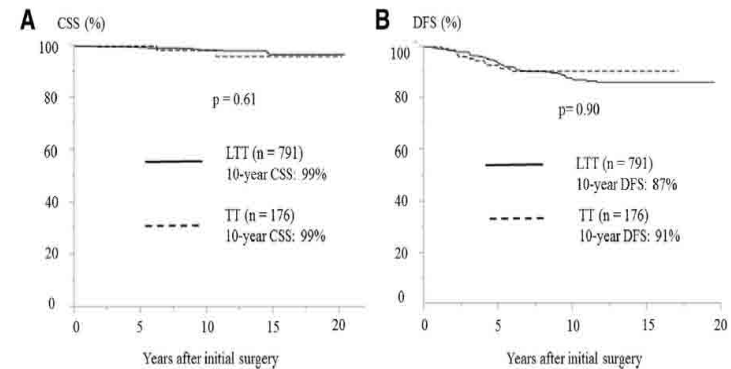 A CSS (%)
100
80
60
40
20
0
p = 0.61
LTT (n = 791)
10-year CSS: 99%
TT (n = 176)
10-year CSS: 99%
0 5 10 15 20
Years after initial surgery
B DFS (%)
100
80
60
40
20
0
p= 0.90
LTT (n = 791)
10-year DFS: 87%
TT (n = 176)
10-year DFS: 91%
0 5 10 15 20
Years after initial surgery